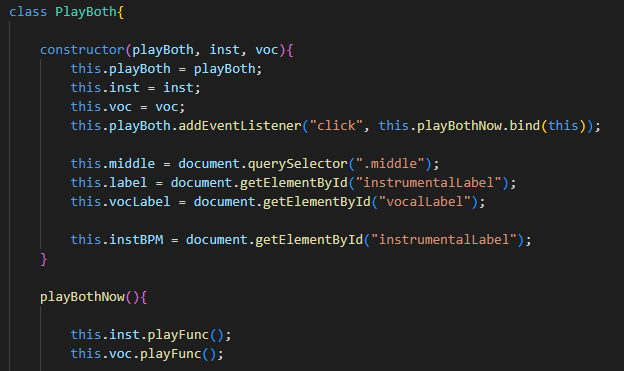 class PlayBoth{
constructor(playBoth, inst, voc){
this.playBoth = playBoth;
this.inst = inst;
this.voc = voc;
this.playBoth.addEventListener("click", this.playBothNow.bind(this));
this.middle = document.querySelector(".middle");
this.label = document.getElementById("instrumentalLabel");
this.vocLabel = document.getElementById("vocalLabel");
this.instBPM = document.getElementById("instrumentalLabel");
}
playBothNow(){
this.inst.playFunc();
this.voc.playFunc();